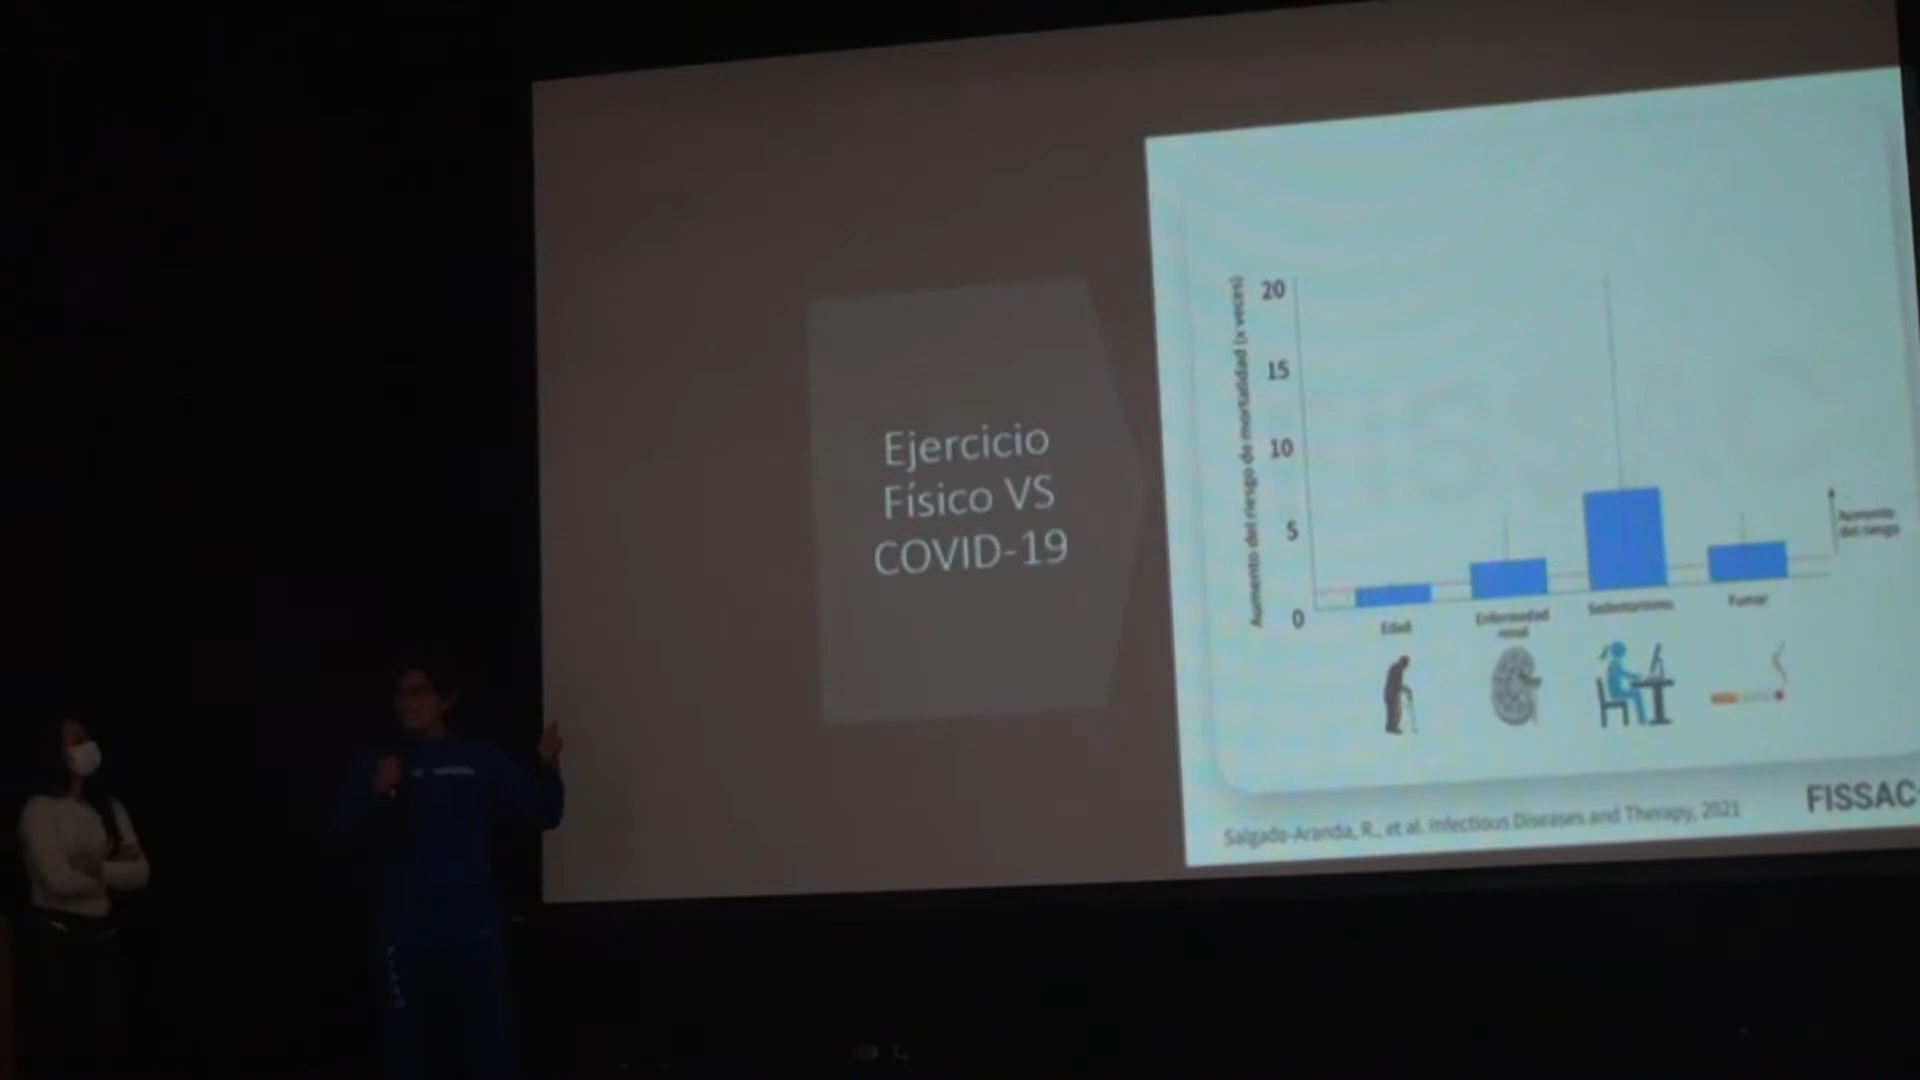 Ejercicio
Físico VS
COVID-19
Aumento del riesgo de mortalidad (x veces)
20
15
10
5
0
Edad
Enfermedad
renal
Sedentarismo
Fumar
Aumento
del riesgo
Salgado-Aranda, R., et al. Infectious Diseases and Therapy, 2021
FISSAC